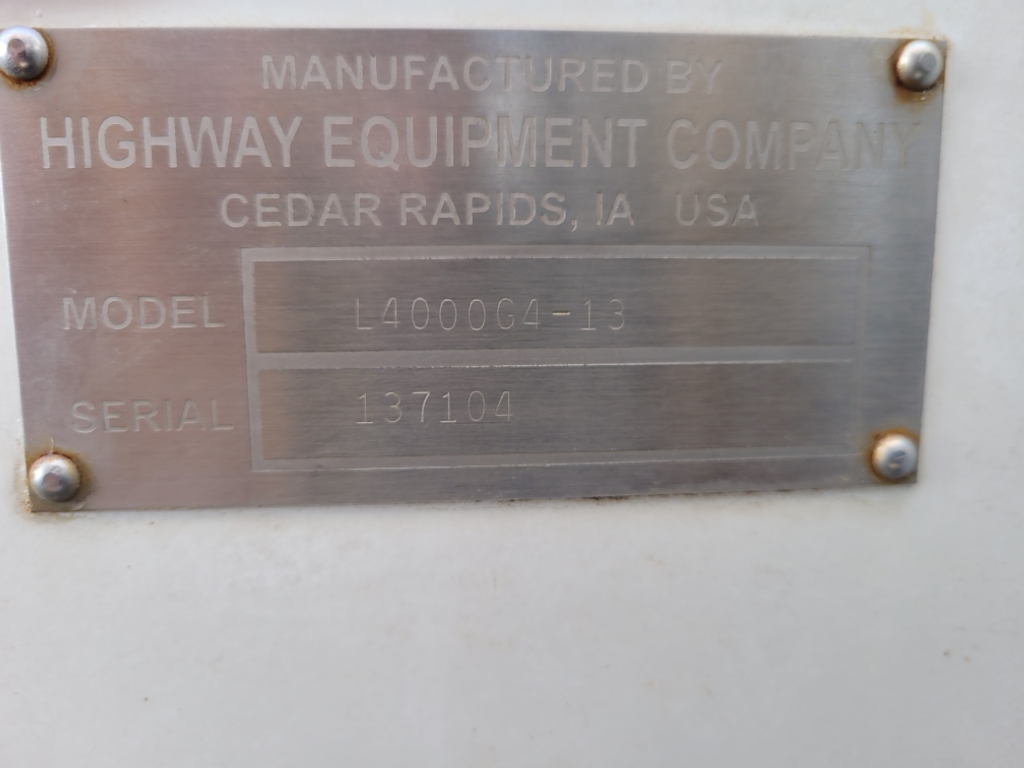 MANUFACTURED BY
HIGHWAY EQUIPMENT COMPANY
CEDAR RAPIDS, IA USA
MODEL L4000G4-13
SERIAL 137104